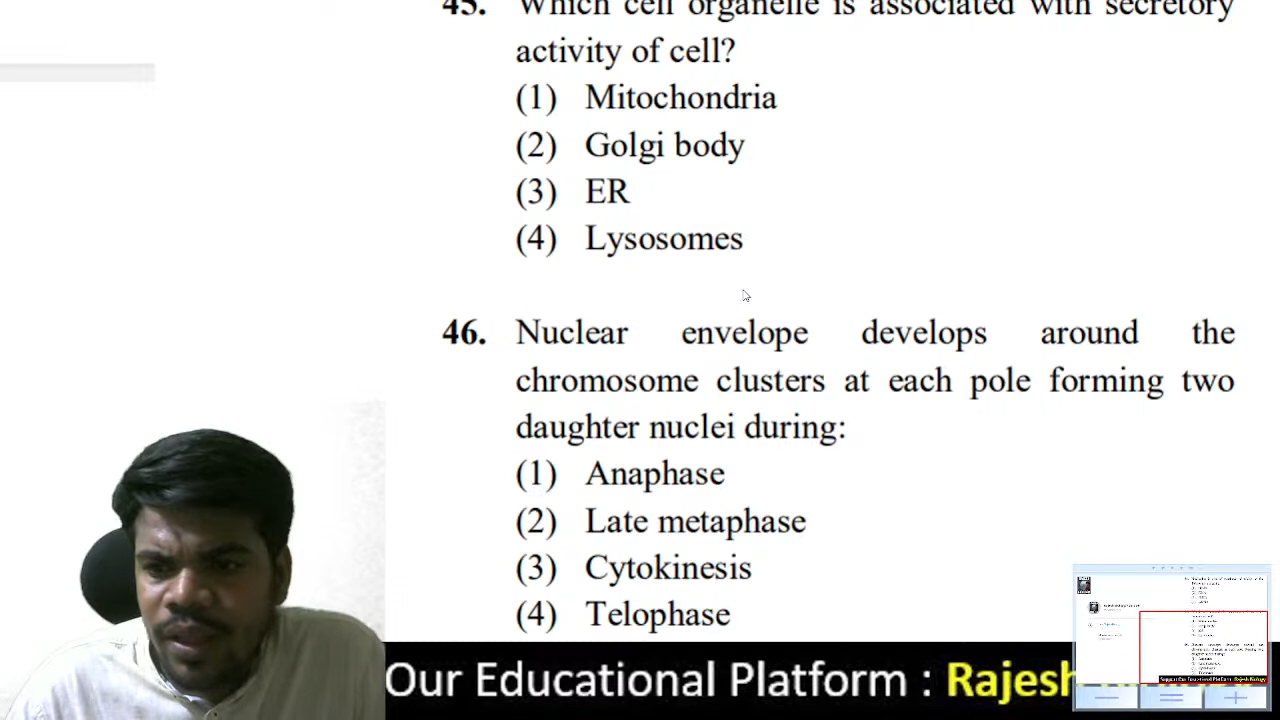 45. Which cell organelle is associated with secretory
activity of cell?
(1) Mitochondria
(2) Golgi body
(3) ER
(4) Lysosomes
46. Nuclear envelope develops around the
chromosome clusters at each pole forming two
daughter nuclei during:
(1) Anaphase
(2) Late metaphase
(3) Cytokinesis
(4) Telophase
Our Educational Platform : Rajesh